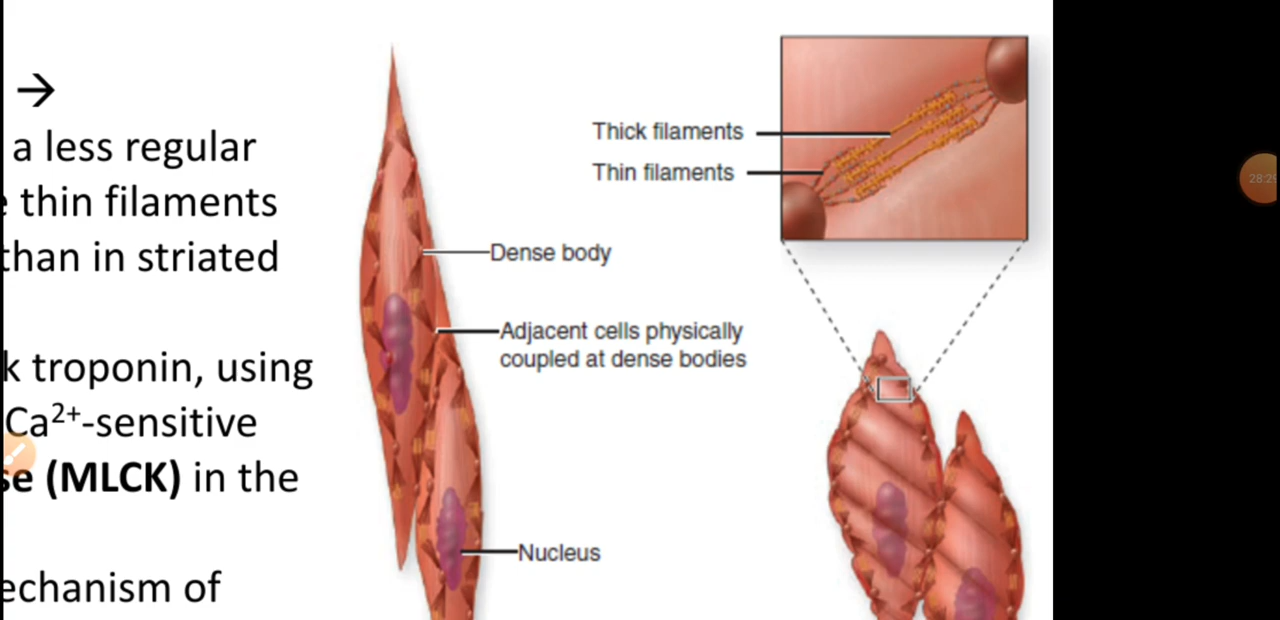 →
a less regular
thin filaments
than in striated
k troponin, using
Ca²⁺-sensitive
se (MLCK) in the
echanism of
Thick filaments
Thin filaments
Dense body
Adjacent cells physically
coupled at dense bodies
Nucleus